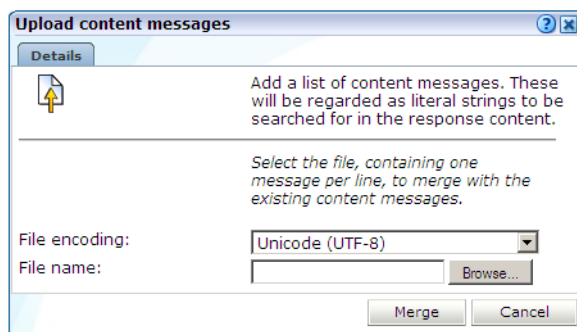 Upload content messages
Details
Add a list of content messages. These
will be regarded as literal strings to be
searched for in the response content.
Select the file, containing one
message per line, to merge with the
existing content messages.
File encoding:
Unicode (UTF-8)
File name:
Browse...
Merge
Cancel